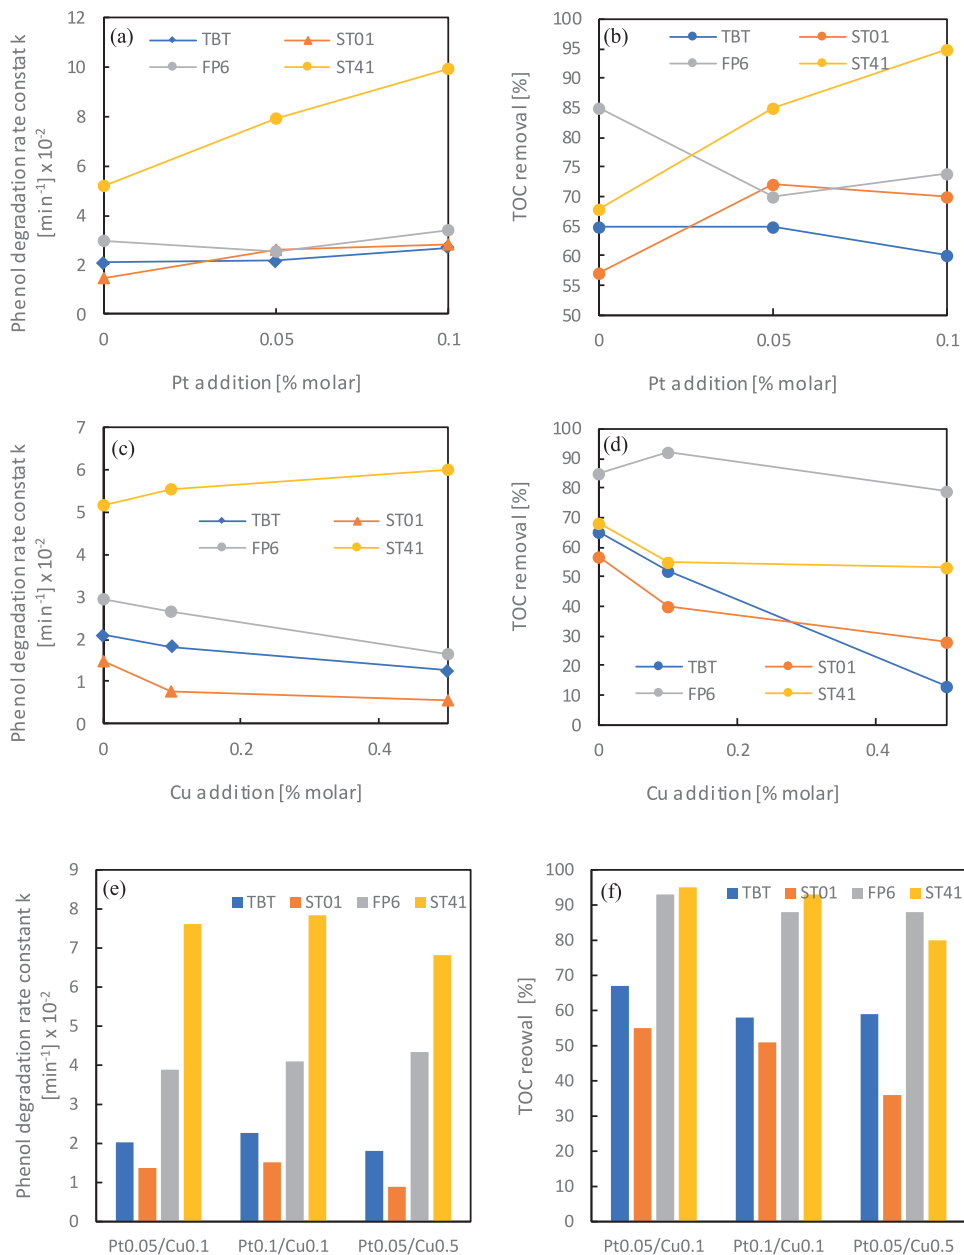 (a)
TBT
ST01
FP6
ST41
Phenol degradation rate constat k
[min-1] x 10-2
12
10
8
6
4
2
0
0 0.05 0.1
Pt addition [% molar]
(b)
TBT
ST01
FP6
ST41
TOC removal [%]
100
95
90
85
80
75
70
65
60
55
50
0 0.05 0.1
Pt addition [% molar]
(c)
TBT
ST01
FP6
ST41
Phenol degradation rate constat k
[min-1] x 10-2
7
6
5
4
3
2
1
0
0 0.2 0.4
Cu addition [% molar]
(d)
TBT
ST01
FP6
ST41
TOC removal [%]
100
90
80
70
60
50
40
30
20
10
0
0 0.2 0.4
Cu addition [% molar]
(e)
TBT ST01 FP6 ST41
Phenol degradation rate constant k
[min-1] x 10-2
9
8
7
6
5
4
3
2
1
0
Pt0.05/Cu0.1 Pt0.1/Cu0.1 Pt0.05/Cu0.5
(f)
TBT ST01 FP6 ST41
TOC reowal [%]
100
90
80
70
60
50
40
30
20
10
0
Pt0.05/Cu0.1 Pt0.1/Cu0.1 Pt0.05/Cu0.5